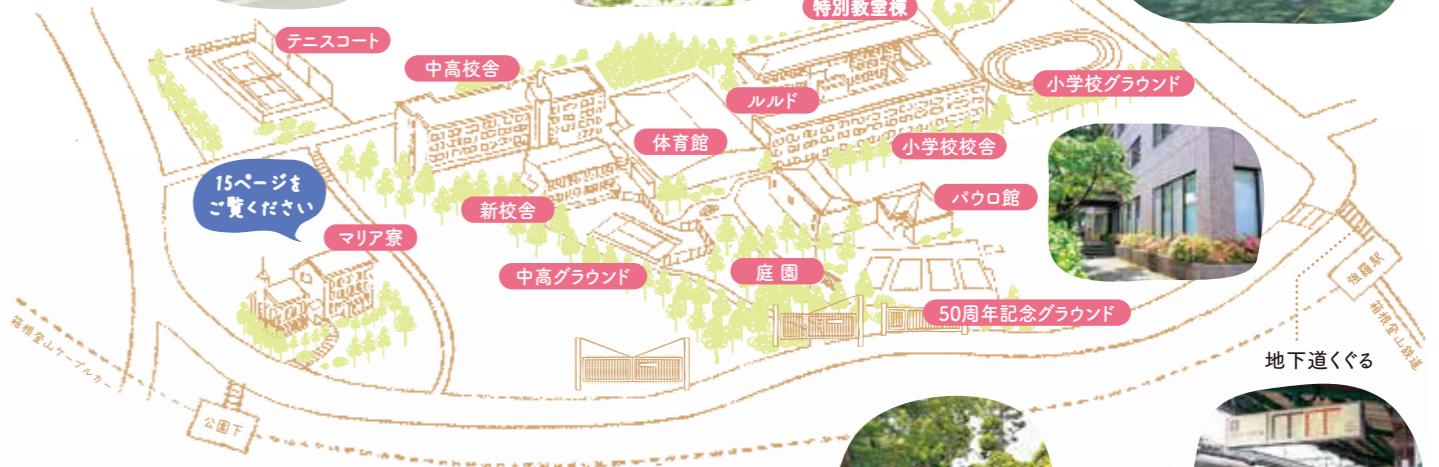 特別教室棟
テニスコート
中高校舎
小学校グラウンド
ルルド
体育館
小学校校舎
15ページを
ご覧ください
パウロ館
新校舎
マリア寮
中高グラウンド
庭園
強羅駅
50周年記念グラウンド
箱根登山ケーブルカー
箱根登山鉄道
地下道くぐる
公園下